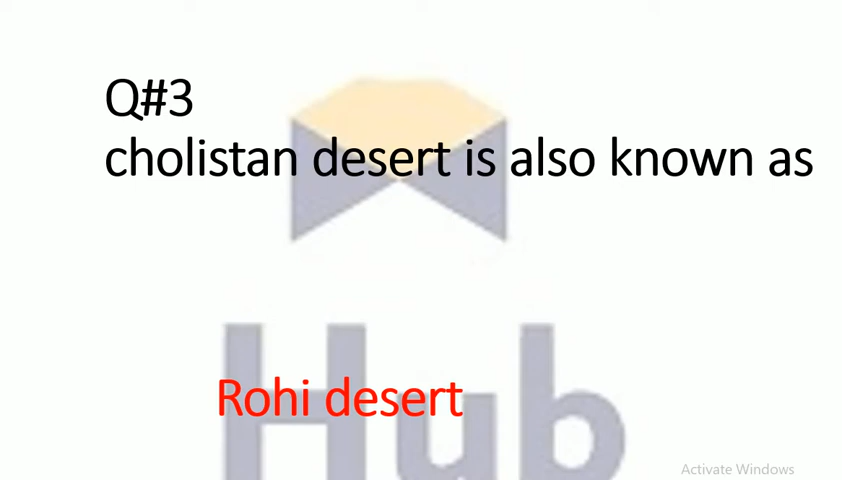 Q#3
cholistan desert is also known as
Hub
Rohi desert
Activate Windows